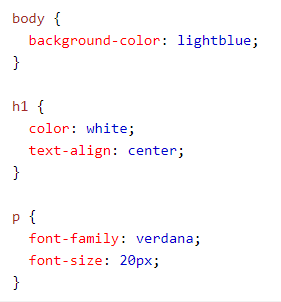 body {
  background-color: lightblue;
}

h1 {
  color: white;
  text-align: center;
}

p {
  font-family: verdana;
  font-size: 20px;
}